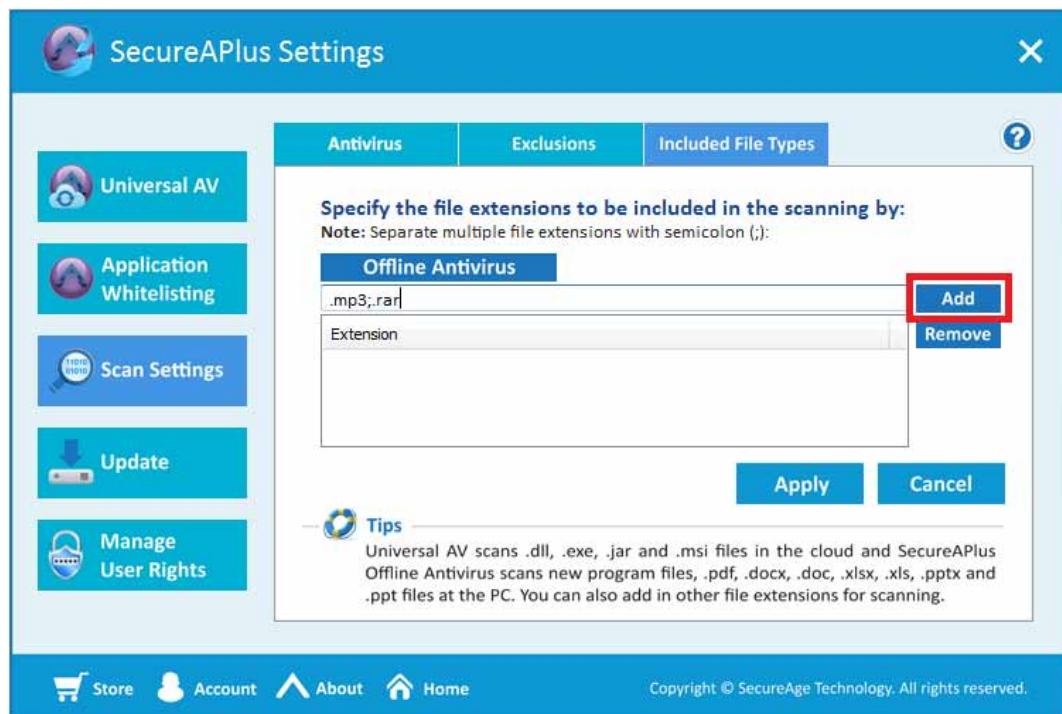 SecureAPlus Settings
Universal AV
Application
Whitelisting
Scan Settings
Update
Manage
User Rights
Antivirus
Exclusions
Included File Types
?
Specify the file extensions to be included in the scanning by:
Note: Separate multiple file extensions with semicolon (;):
Offline Antivirus
.mp3;.rar
Add
Extension
Remove
Apply
Cancel
Tips
Universal AV scans .dll, .exe, .jar and .msi files in the cloud and SecureAPlus
Offline Antivirus scans new program files, .pdf, .docx, .doc, .xlsx, .xls, .pptx and
.ppt files at the PC. You can also add in other file extensions for scanning.
Store
Account
About
Home
Copyright © SecureAge Technology. All rights reserved.